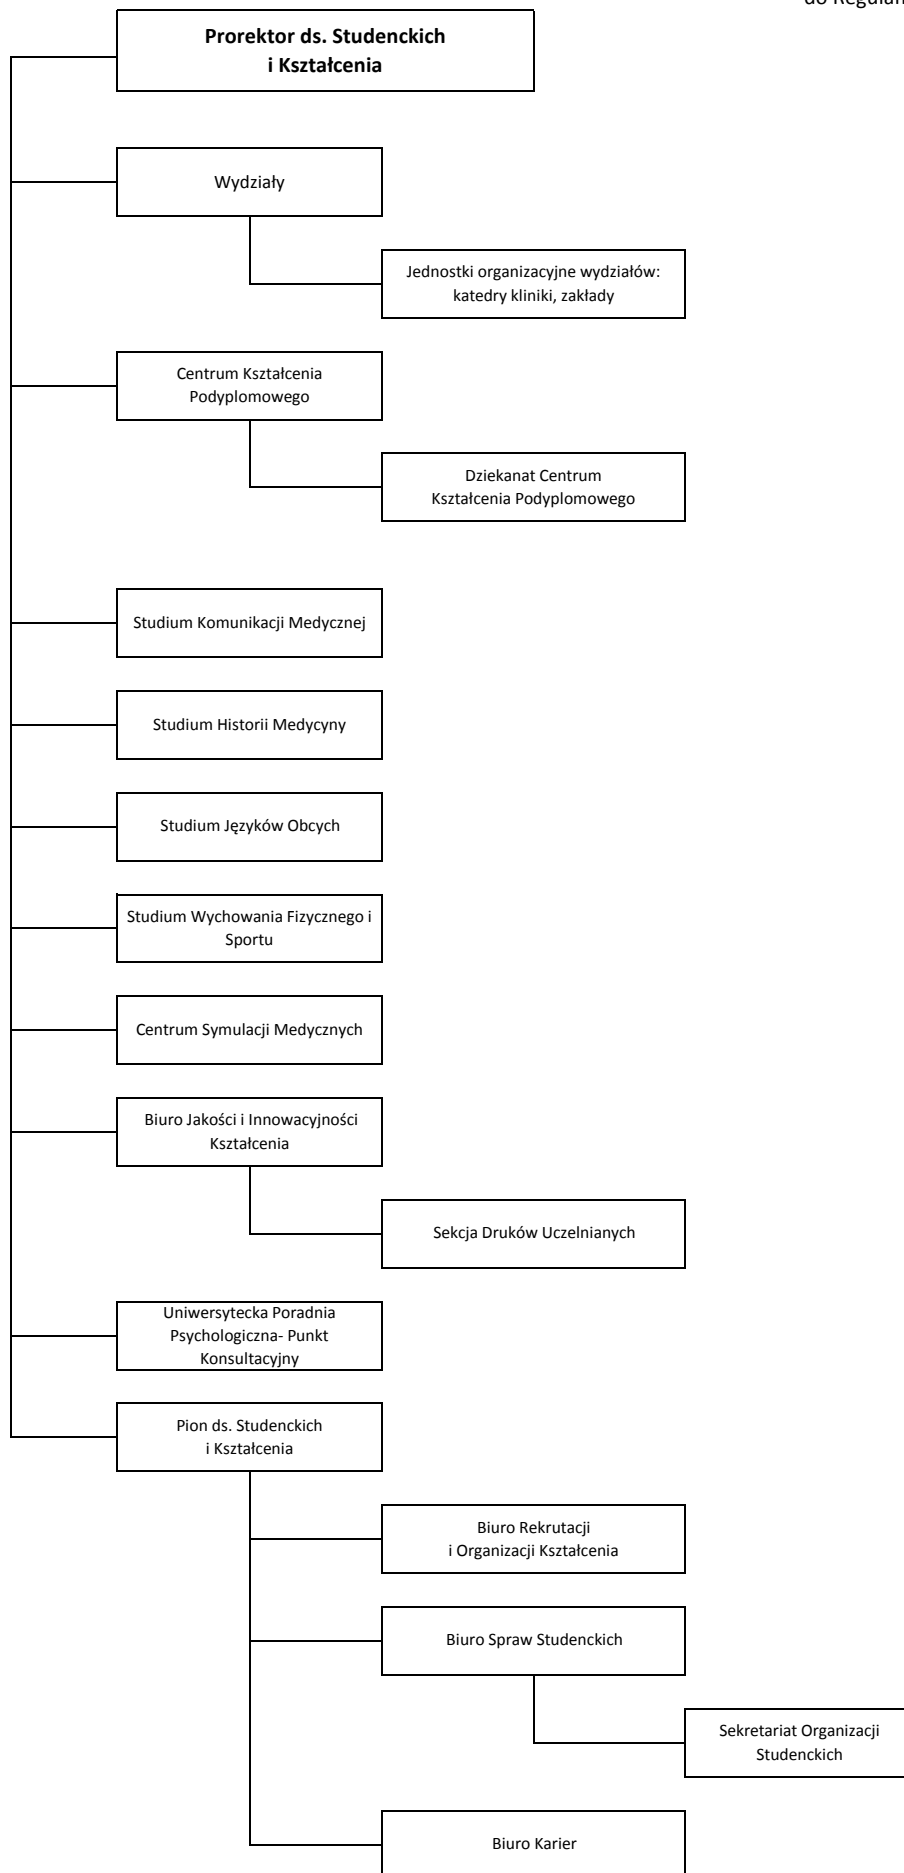 do Regulan
Prorektor ds. Studenckich
i Kształcenia
Wydziały
Jednostki organizacyjne wydziałów:
katedry kliniki, zakłady
Centrum Kształcenia
Podyplomowego
Dziekanat Centrum
Kształcenia Podyplomowego
Studium Komunikacji Medycznej
Studium Historii Medycyny
Studium Języków Obcych
Studium Wychowania Fizycznego i
Sportu
Centrum Symulacji Medycznych
Biuro Jakości i Innowacyjności
Kształcenia
Sekcja Druków Uczelnianych
Uniwersytecka Poradnia
Psychologiczna- Punkt
Konsultacyjny
Pion ds. Studenckich
i Kształcenia
Biuro Rekrutacji
i Organizacji Kształcenia
Biuro Spraw Studenckich
Sekretariat Organizacji
Studenckich
Biuro Karier